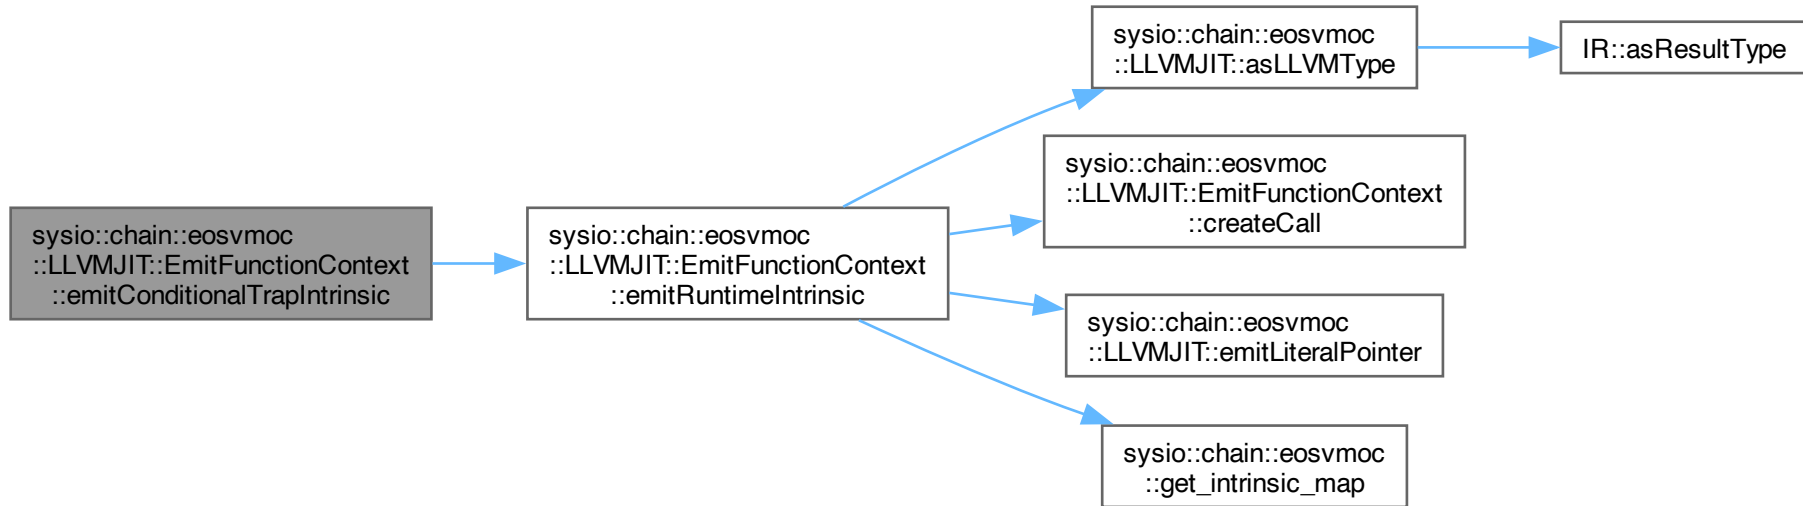 sysio::chain::eosvmoc
::LLVMJIT::EmitFunctionContext
::emitConditionalTrapIntrinsic
sysio::chain::eosvmoc
::LLVMJIT::EmitFunctionContext
::emitRuntimeIntrinsic
sysio::chain::eosvmoc
::LLVMJIT::asLLVMType
IR::asResultType
sysio::chain::eosvmoc
::LLVMJIT::EmitFunctionContext
::createCall
sysio::chain::eosvmoc
::LLVMJIT::emitLiteralPointer
sysio::chain::eosvmoc
::get_intrinsic_map